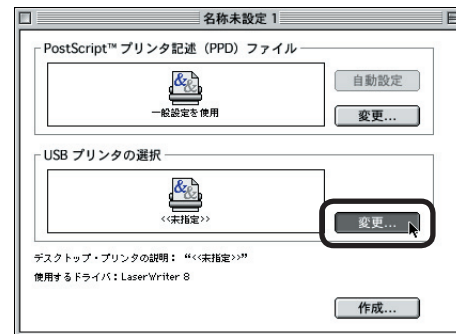 名称未設定 1
PostScript™ プリンタ記述（PPD）ファイル
自動設定
一般設定を使用
変更...
USB プリンタの選択
<<未指定>>
変更...
デスクトップ・プリンタの説明： “<<未指定>>”
使用するドライバ：LaserWriter 8
作成...